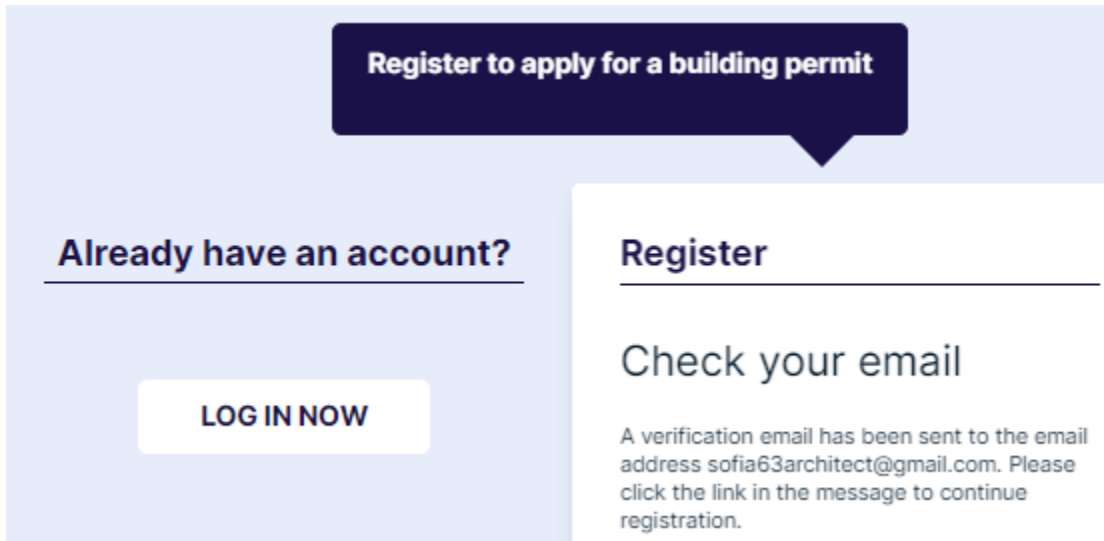 Register to apply for a building permit
Already have an account?
LOG IN NOW
Register
Check your email
A verification email has been sent to the email
address sofia63architect@gmail.com. Please
click the link in the message to continue
registration.